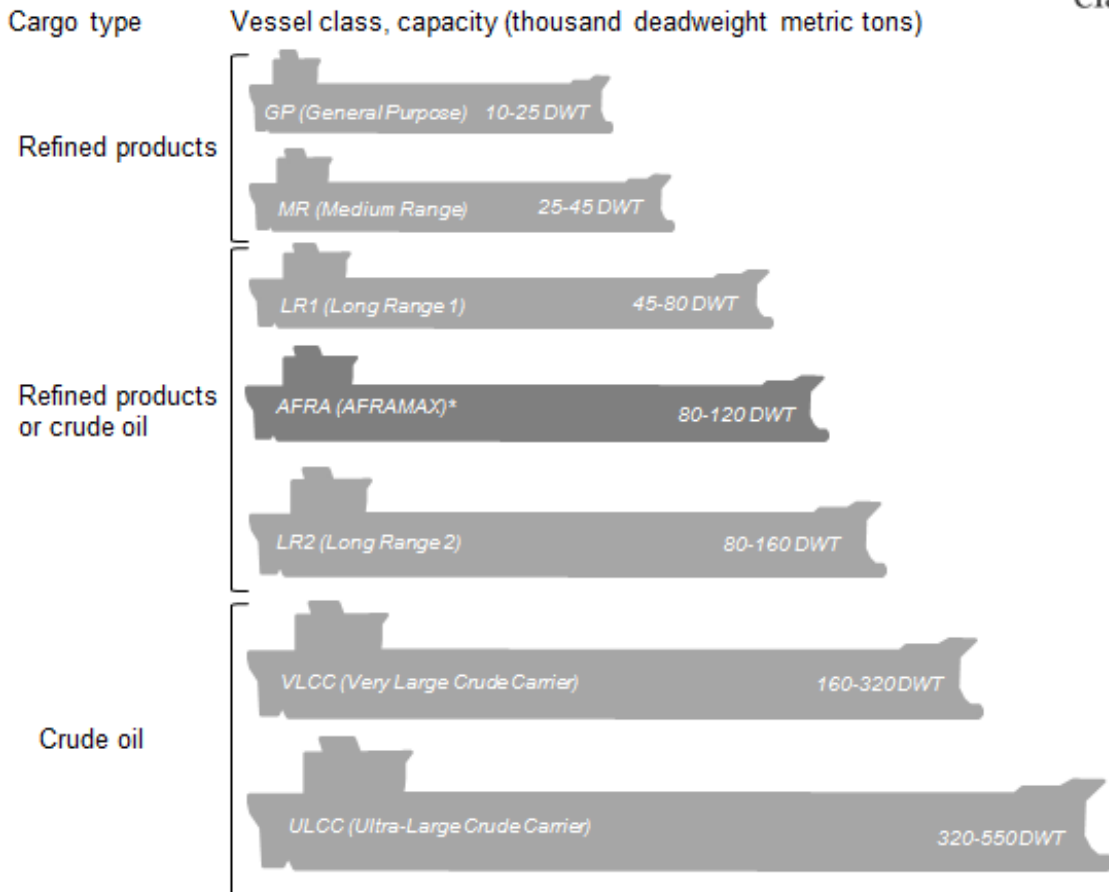 Cargo type Vessel class, capacity (thousand deadweight metric tons)
GP (General Purpose) 10-25 DWT
Refined products
MR (Medium Range) 25-45 DWT
LR1 (Long Range 1) 45-80 DWT
Refined products
or crude oil
AFRA (AFRAMAX)* 80-120 DWT
LR2 (Long Range 2) 80-160 DWT
VLCC (Very Large Crude Carrier) 160-320 DWT
Crude oil
ULCC (Ultra-Large Crude Carrier) 320-550 DWT